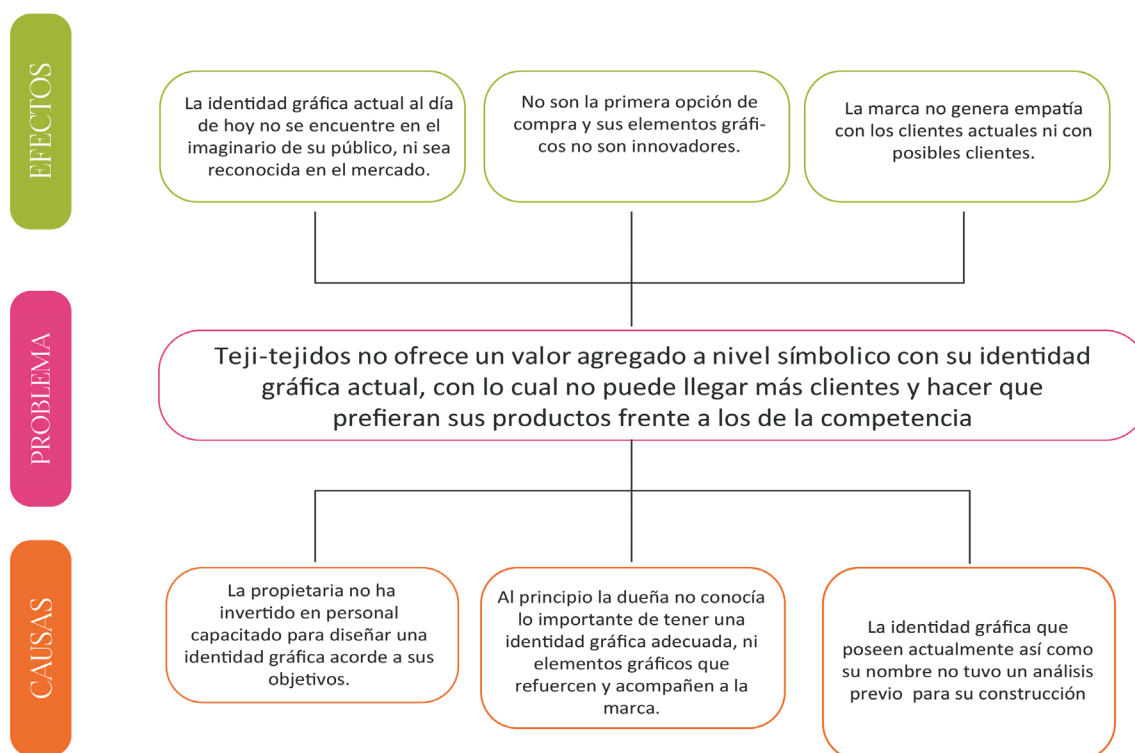 EFECTOS
La identidad gráfica actual al día
de hoy no se encuentre en el
imaginario de su público, ni sea
reconocida en el mercado.
No son la primera opción de
compra y sus elementos gráfi-
cos no son innovadores.
La marca no genera empatía
con los clientes actuales ni con
posibles clientes.
PROBLEMA
Teji-tejidos no ofrece un valor agregado a nivel símbolico con su identidad
gráfica actual, con lo cual no puede llegar más clientes y hacer que
prefieran sus productos frente a los de la competencia
CAUSAS
La propietaria no ha
invertido en personal
capacitado para diseñar una
identidad gráfica acorde a sus
objetivos.
Al principio la dueña no conocía
lo importante de tener una
identidad gráfica adecuada, ni
elementos gráficos que
refuercen y acompañen a la
marca.
La identidad gráfica que
poseen actualmente así como
su nombre no tuvo un análisis
previo para su construcción